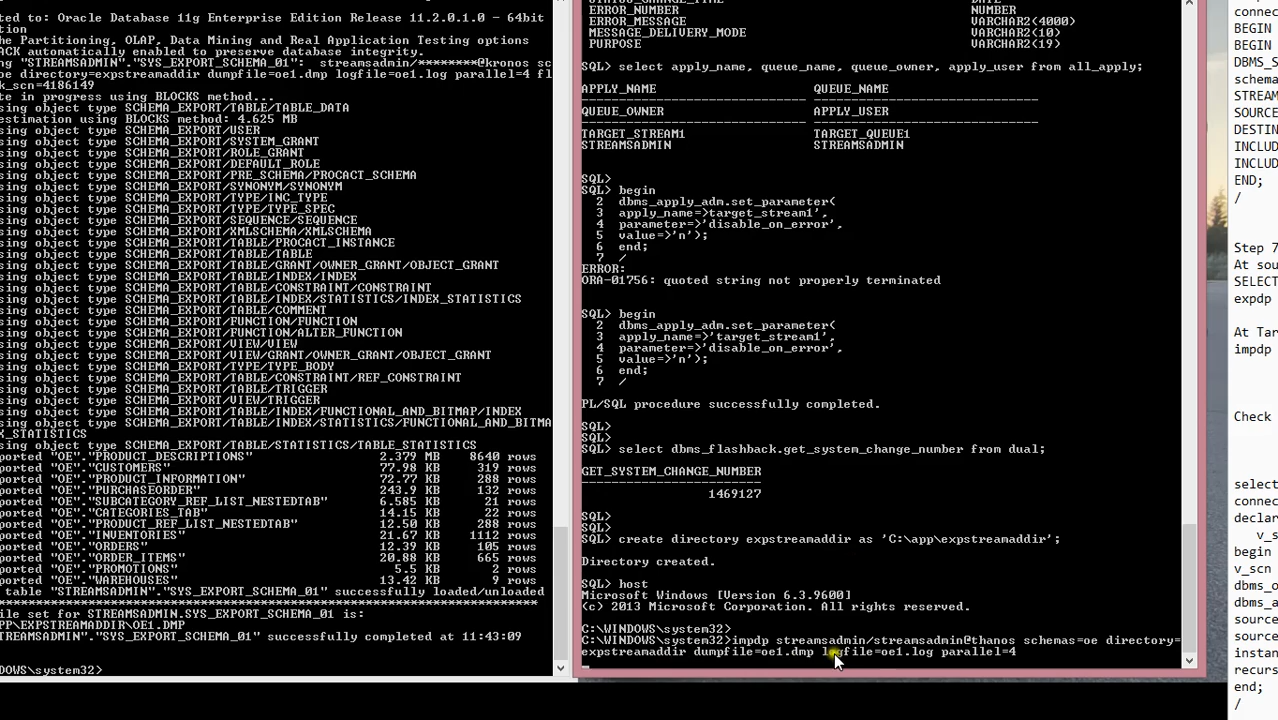 ted to: Oracle Database 11g Enterprise Edition Release 11.2.0.1.0 - 64bit
tion
he Partitioning, OLAP, Data Mining and Real Application Testing options
ACK automatically enabled to preserve database integrity.
ng "STREAMSADMIN"."SYS_EXPORT_SCHEMA_01":  streamsadmin/********@kronos sc
pe directory=expstreamaddir dumpfile=oe1.dmp logfile=oe1.log parallel=4 fl
k_scn=4186149
te in progress using BLOCKS method...
sing object type SCHEMA_EXPORT/TABLE/TABLE_DATA
estimation using BLOCKS method: 4.625 MB
sing object type SCHEMA_EXPORT/USER
sing object type SCHEMA_EXPORT/SYSTEM_GRANT
sing object type SCHEMA_EXPORT/ROLE_GRANT
sing object type SCHEMA_EXPORT/DEFAULT_ROLE
sing object type SCHEMA_EXPORT/PRE_SCHEMA/PROCACT_SCHEMA
sing object type SCHEMA_EXPORT/SYNONYM/SYNONYM
sing object type SCHEMA_EXPORT/TYPE/INC_TYPE
sing object type SCHEMA_EXPORT/TYPE/TYPE_SPEC
sing object type SCHEMA_EXPORT/SEQUENCE/SEQUENCE
sing object type SCHEMA_EXPORT/XMLSCHEMA/XMLSCHEMA
sing object type SCHEMA_EXPORT/TABLE/PROCACT_INSTANCE
sing object type SCHEMA_EXPORT/TABLE/TABLE
sing object type SCHEMA_EXPORT/TABLE/GRANT/OWNER_GRANT/OBJECT_GRANT
sing object type SCHEMA_EXPORT/TABLE/INDEX/INDEX
sing object type SCHEMA_EXPORT/TABLE/CONSTRAINT/CONSTRAINT
sing object type SCHEMA_EXPORT/TABLE/INDEX/STATISTICS/INDEX_STATISTICS
sing object type SCHEMA_EXPORT/TABLE/COMMENT
sing object type SCHEMA_EXPORT/FUNCTION/FUNCTION
sing object type SCHEMA_EXPORT/FUNCTION/ALTER_FUNCTION
sing object type SCHEMA_EXPORT/VIEW/VIEW
sing object type SCHEMA_EXPORT/VIEW/GRANT/OWNER_GRANT/OBJECT_GRANT
sing object type SCHEMA_EXPORT/TYPE/TYPE_BODY
sing object type SCHEMA_EXPORT/TABLE/CONSTRAINT/REF_CONSTRAINT
sing object type SCHEMA_EXPORT/TABLE/TRIGGER
sing object type SCHEMA_EXPORT/VIEW/TRIGGER
sing object type SCHEMA_EXPORT/TABLE/INDEX/FUNCTIONAL_AND_BITMAP/INDEX
sing object type SCHEMA_EXPORT/TABLE/INDEX/STATISTICS/FUNCTIONAL_AND_BITMA
X_STATISTICS
sing object type SCHEMA_EXPORT/TABLE/STATISTICS/TABLE_STATISTICS
ported "OE"."PRODUCT_DESCRIPTIONS" 2.379 MB 8640 rows
ported "OE"."CUSTOMERS" 77.98 KB 319 rows
ported "OE"."PRODUCT_INFORMATION" 72.77 KB 288 rows
ported "OE"."PURCHASEORDER" 243.9 KB 132 rows
ported "OE"."SUBCATEGORY_REF_LIST_NESTEDTAB" 6.585 KB 21 rows
ported "OE"."CATEGORIES_TAB" 14.15 KB 22 rows
ported "OE"."PRODUCT_REF_LIST_NESTEDTAB" 12.50 KB 288 rows
ported "OE"."INVENTORIES" 21.67 KB 1112 rows
ported "OE"."ORDERS" 12.39 KB 105 rows
ported "OE"."ORDER_ITEMS" 20.88 KB 665 rows
ported "OE"."PROMOTIONS" 5.5 KB 2 rows
ported "OE"."WAREHOUSES" 13.42 KB 9 rows
r table "STREAMSADMIN"."SYS_EXPORT_SCHEMA_01" successfully loaded/unloaded
******************************************************************************
file set for STREAMSADMIN.SYS_EXPORT_SCHEMA_01 is:
PP\EXPSTREAMADDIR\OE1.DMP
TREAMSADMIN"."SYS_EXPORT_SCHEMA_01" successfully completed at 11:43:09
DOWS\system32>
ERROR_NUMBER NUMBER
ERROR_MESSAGE VARCHAR2(4000)
MESSAGE_DELIVERY_MODE VARCHAR2(10)
PURPOSE VARCHAR2(19)
SQL> select apply_name, queue_name, queue_owner, apply_user from all_apply;
APPLY_NAME QUEUE_NAME
------------------------------ ------------------------------
QUEUE_OWNER APPLY_USER
------------------------------ ------------------------------
TARGET_STREAM1 TARGET_QUEUE1
STREAMSADMIN STREAMSADMIN
SQL>
SQL> begin
2 dbms_apply_adm.set_parameter(
3 apply_name=>target_stream1',
4 parameter=>'disable_on_error',
5 value=>'n');
6 end;
7 /
ERROR:
ORA-01756: quoted string not properly terminated
SQL> begin
2 dbms_apply_adm.set_parameter(
3 apply_name=>'target_stream1',
4 parameter=>'disable_on_error',
5 value=>'n');
6 end;
7 /
PL/SQL procedure successfully completed.
SQL>
SQL>
SQL> select dbms_flashback.get_system_change_number from dual;
GET_SYSTEM_CHANGE_NUMBER
------------------------
1469127
SQL>
SQL>
SQL> create directory expstreamaddir as 'C:\app\expstreamaddir';
Directory created.
SQL> host
Microsoft Windows [Version 6.3.9600]
(c) 2013 Microsoft Corporation. All rights reserved.
C:\WINDOWS\system32>
C:\WINDOWS\system32>impdp streamsadmin/streamsadmin@thanos schemas=oe directory=
expstreamaddir dumpfile=oe1.dmp logfile=oe1.log parallel=4
connec
BEGIN
BEGIN
DBMS_S
schema
STREAM
SOURCE
DESTIN
INCLUD
INCLUD
END;
/
Step 7
At sou
SELECT
expdp
At Tar
impdp
Check
select
connec
declar
v_s
begin
v_scn
dbms_o
dbms_a
source
source
instan
recurs
end;
/